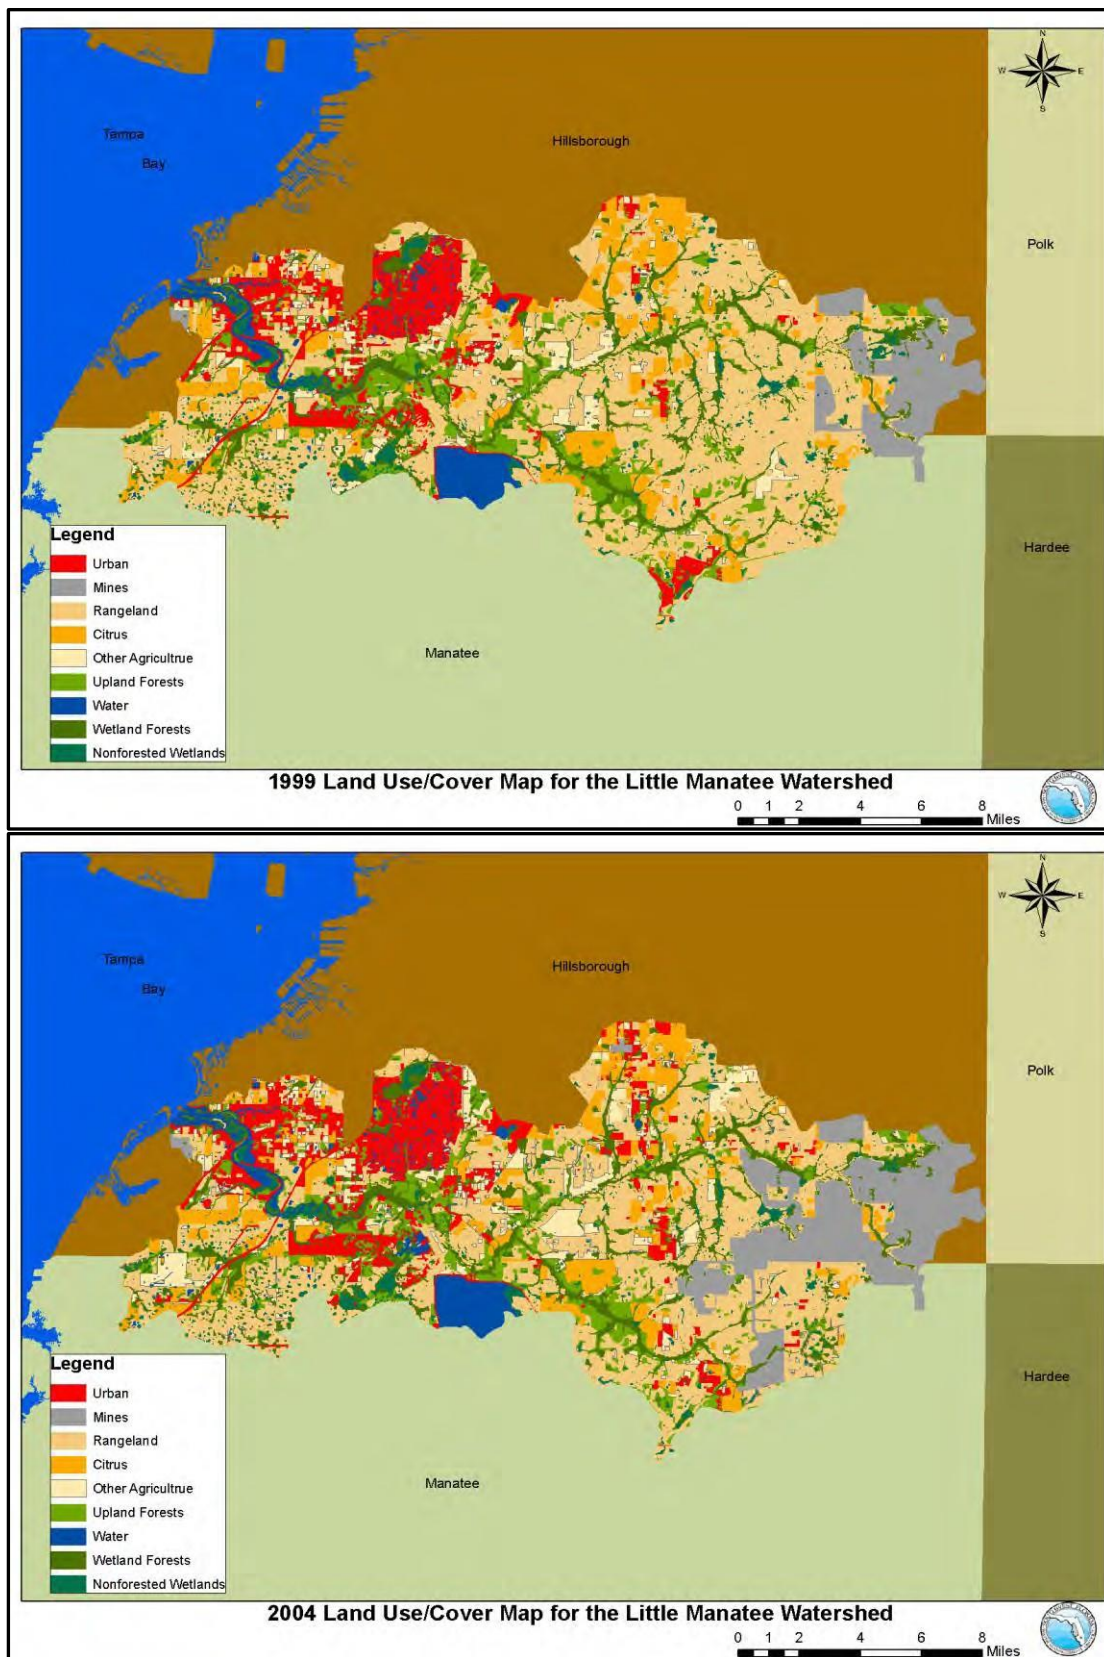 N
W
E
S
Tampa
Bay
Hillsborough
Polk
Hardee
Manatee
Legend
Urban
Mines
Rangeland
Citrus
Other Agricultrue
Upland Forests
Water
Wetland Forests
Nonforested Wetlands
1999 Land Use/Cover Map for the Little Manatee Watershed
0 1 2 4 6 8
Miles
N
W
E
S
Tampa
Bay
Hillsborough
Polk
Hardee
Manatee
Legend
Urban
Mines
Rangeland
Citrus
Other Agricultrue
Upland Forests
Water
Wetland Forests
Nonforested Wetlands
2004 Land Use/Cover Map for the Little Manatee Watershed
0 1 2 4 6 8
Miles